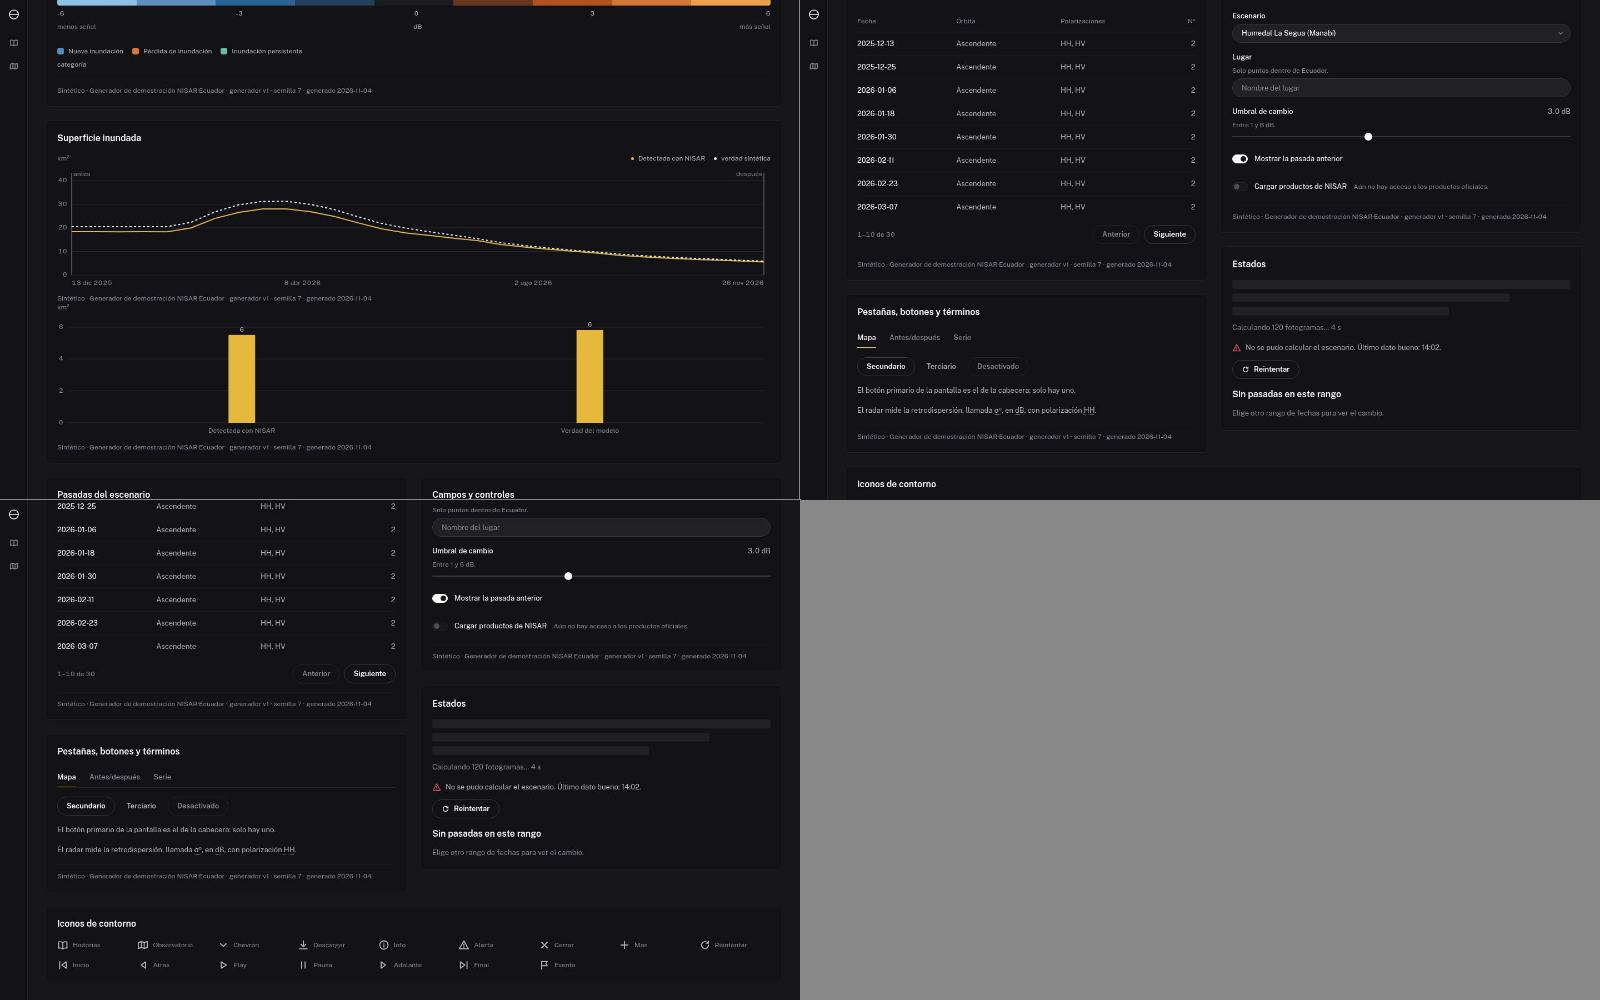 -6 -3 0 3 6
menos señal dB más señal
Nueva inundación Pérdida de inundación Inundación persistente
categoría
Sintético · Generador de demostración NISAR-Ecuador · generador v1 · semilla 7 · generado 2026-11-04
Superficie inundada
km²
Detectada con NISAR verdad sintética
antes después
40
30
20
10
0
13 dic 2025 8 abr 2026 2 ago 2026 26 nov 2026
Sintético · Generador de demostración NISAR-Ecuador · generador v1 · semilla 7 · generado 2026-11-04
km²
6
4
2
0
6 6
Detectada con NISAR Verdad del modelo
Sintético · Generador de demostración NISAR-Ecuador · generador v1 · semilla 7 · generado 2026-11-04
Pasadas del escenario
Campos y controles
Fecha Órbita Polarizaciones N°
2025-12-13 Ascendente HH, HV 2
2025-12-25 Ascendente HH, HV 2
2026-01-06 Ascendente HH, HV 2
2026-01-18 Ascendente HH, HV 2
2026-01-30 Ascendente HH, HV 2
2026-02-11 Ascendente HH, HV 2
2026-02-23 Ascendente HH, HV 2
2026-03-07 Ascendente HH, HV 2
1–10 de 30 Anterior Siguiente
Sintético · Generador de demostración NISAR-Ecuador · generador v1 · semilla 7 · generado 2026-11-04
Pestañas, botones y términos
Mapa Antes/después Serie
Secundario Terciario Desactivado
El botón primario de la pantalla es el de la cabecera: solo hay uno.
El radar mide la retrodispersión, llamada σ⁰, en dB, con polarización HH.
Sintético · Generador de demostración NISAR-Ecuador · generador v1 · semilla 7 · generado 2026-11-04
Escenario
Humedal La Segua (Manabí)
Lugar
Solo puntos dentro de Ecuador.
Nombre del lugar
Umbral de cambio 3.0 dB
Entre 1 y 6 dB.
Mostrar la pasada anterior
Cargar productos de NISAR Aún no hay acceso a los productos oficiales.
Sintético · Generador de demostración NISAR-Ecuador · generador v1 · semilla 7 · generado 2026-11-04
Estados
Calculando 120 fotogramas… 4 s
No se pudo calcular el escenario. Último dato bueno: 14:02.
Reintentar
Sin pasadas en este rango
Elige otro rango de fechas para ver el cambio.
Iconos de contorno
2025-12-25 Ascendente HH, HV 2
2026-01-06 Ascendente HH, HV 2
2026-01-18 Ascendente HH, HV 2
2026-01-30 Ascendente HH, HV 2
2026-02-11 Ascendente HH, HV 2
2026-02-23 Ascendente HH, HV 2
2026-03-07 Ascendente HH, HV 2
1–10 de 30 Anterior Siguiente
Sintético · Generador de demostración NISAR-Ecuador · generador v1 · semilla 7 · generado 2026-11-04
Pestañas, botones y términos
Mapa Antes/después Serie
Secundario Terciario Desactivado
El botón primario de la pantalla es el de la cabecera: solo hay uno.
El radar mide la retrodispersión, llamada σ⁰, en dB, con polarización HH.
Sintético · Generador de demostración NISAR-Ecuador · generador v1 · semilla 7 · generado 2026-11-04
Solo puntos dentro de Ecuador.
Nombre del lugar
Umbral de cambio 3.0 dB
Entre 1 y 6 dB.
Mostrar la pasada anterior
Cargar productos de NISAR Aún no hay acceso a los productos oficiales.
Sintético · Generador de demostración NISAR-Ecuador · generador v1 · semilla 7 · generado 2026-11-04
Estados
Calculando 120 fotogramas… 4 s
No se pudo calcular el escenario. Último dato bueno: 14:02.
Reintentar
Sin pasadas en este rango
Elige otro rango de fechas para ver el cambio.
Iconos de contorno
Historias Observatorio Chevron Descargar Info Alerta Cerrar Mas Reintentar
Inicio Atras Play Pausa Adelante Final Evento